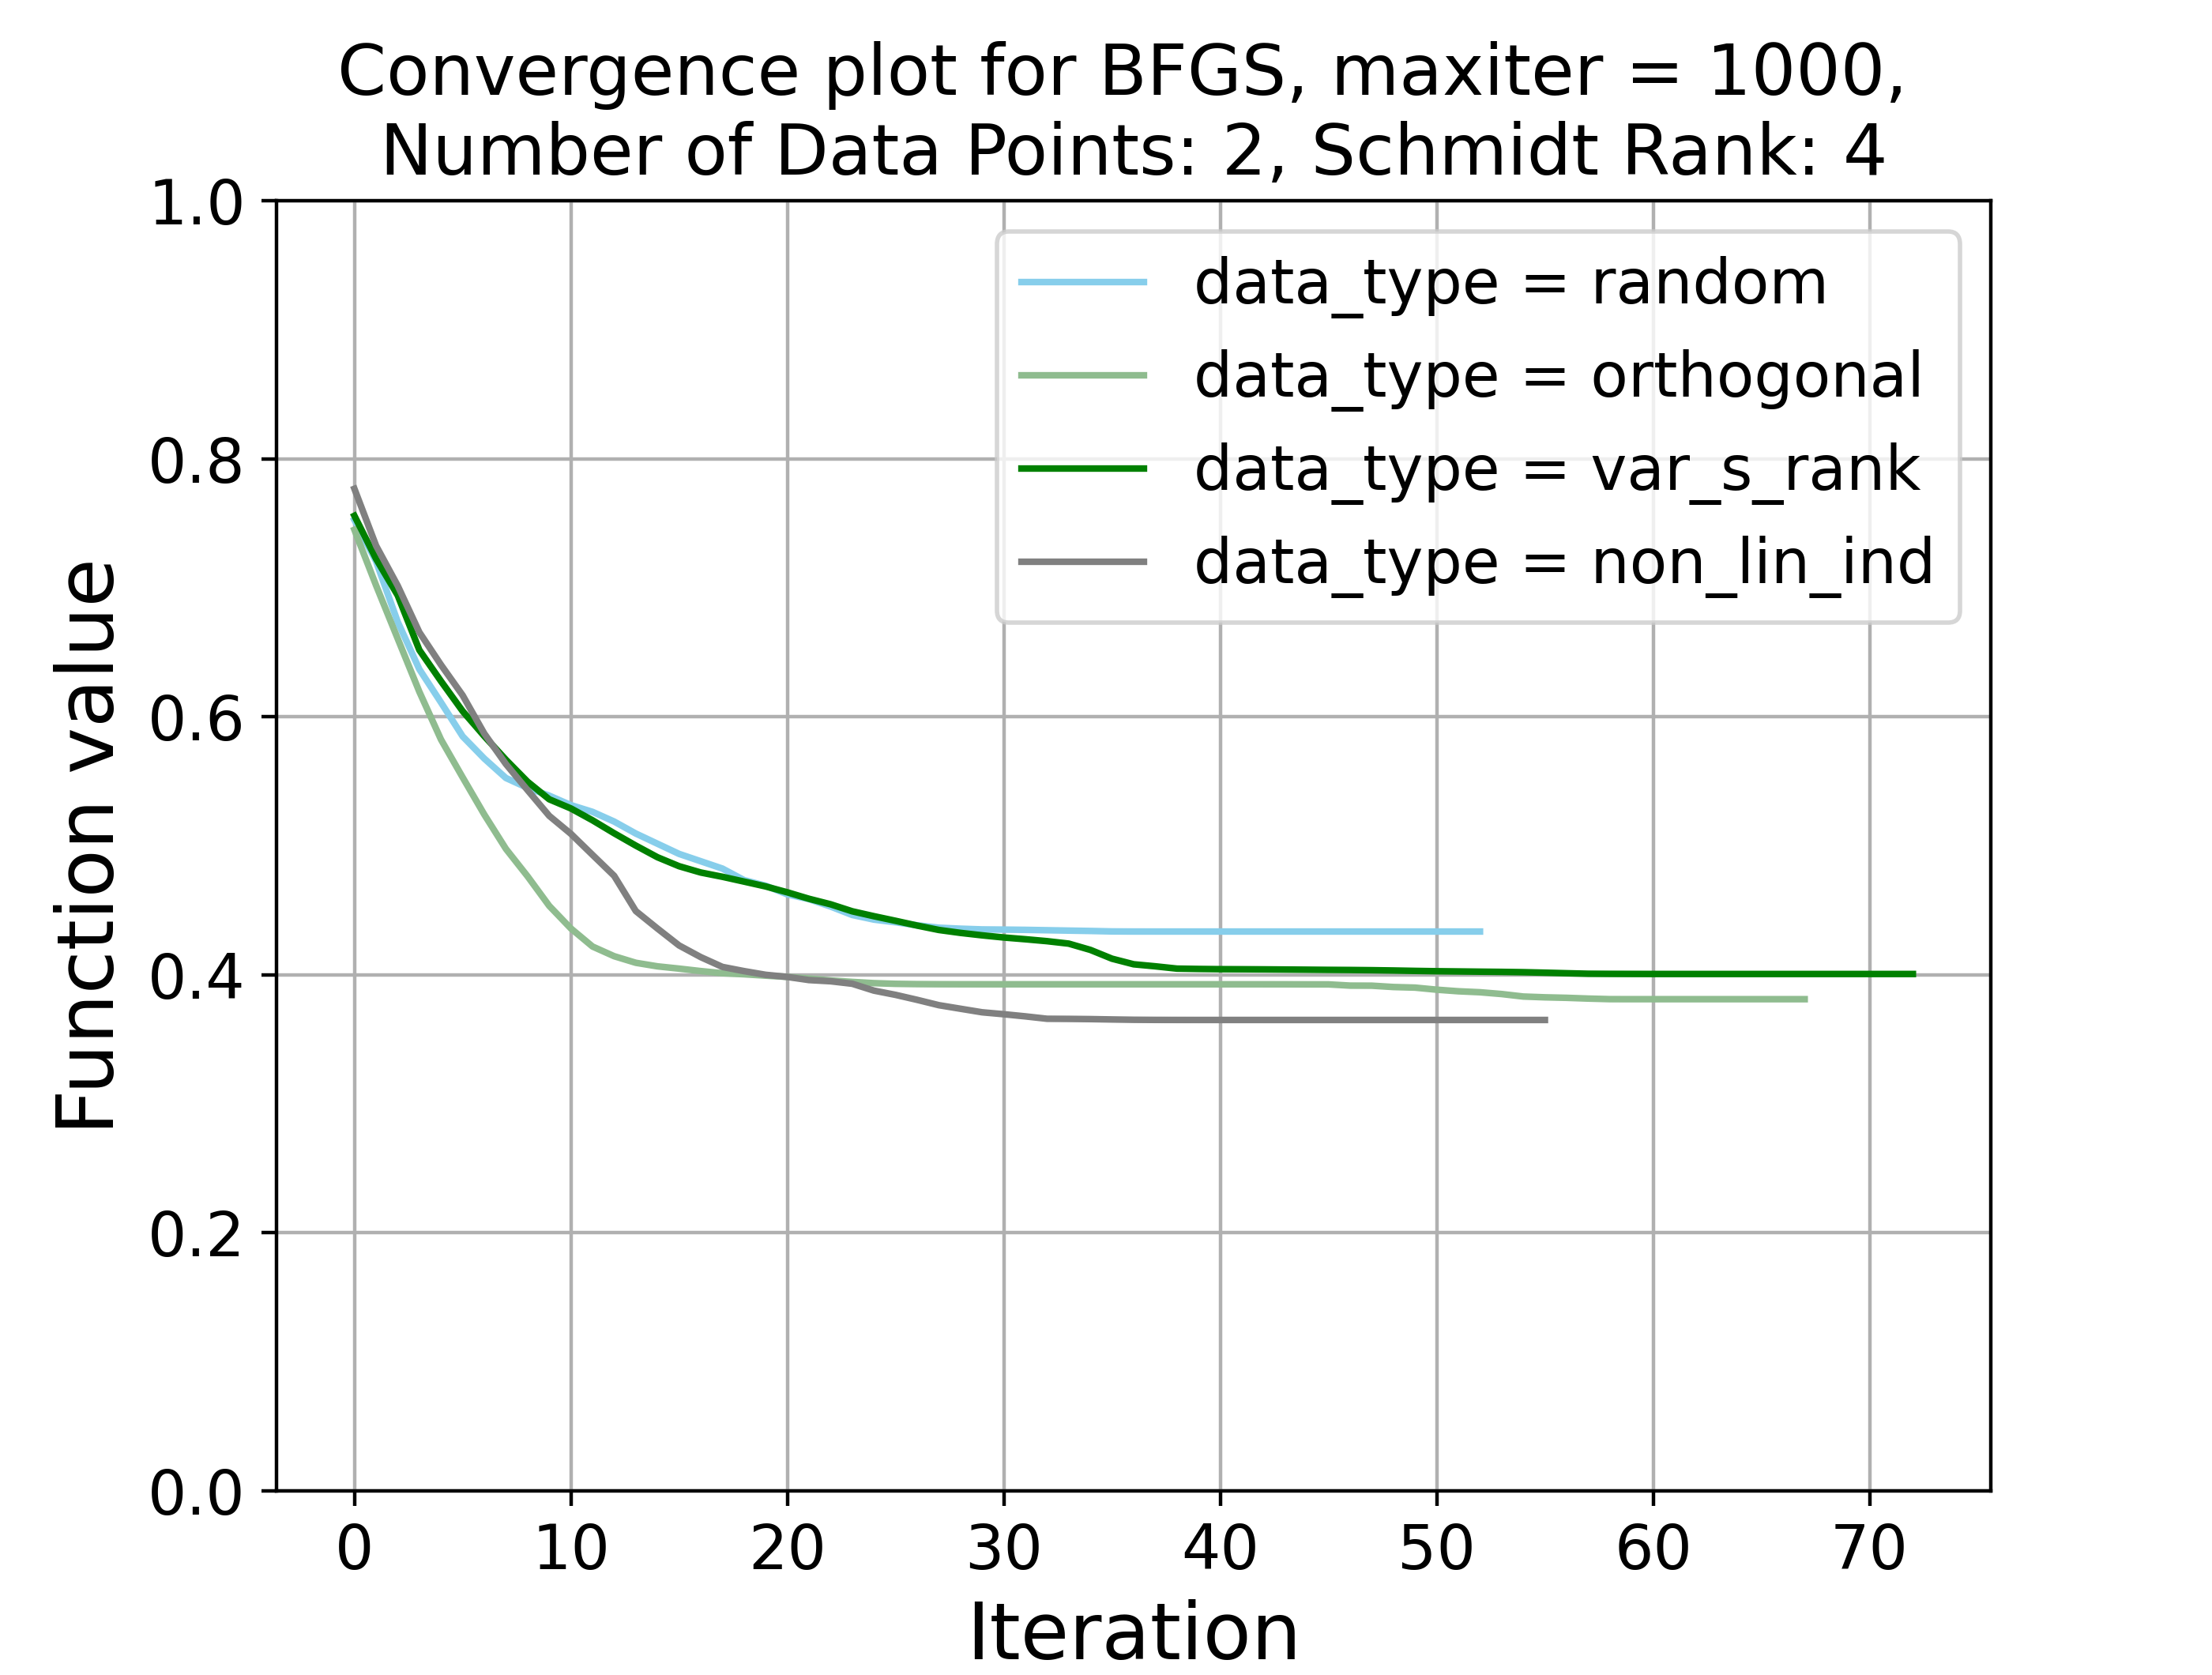 Convergence plot for BFGS, maxiter = 1000,
Number of Data Points: 2, Schmidt Rank: 4
1.0
0.8
0.6
0.4
0.2
0.0
Function value
data_type = random
data_type = orthogonal
data_type = var_s_rank
data_type = non_lin_ind
0 10 20 30 40 50 60 70
Iteration